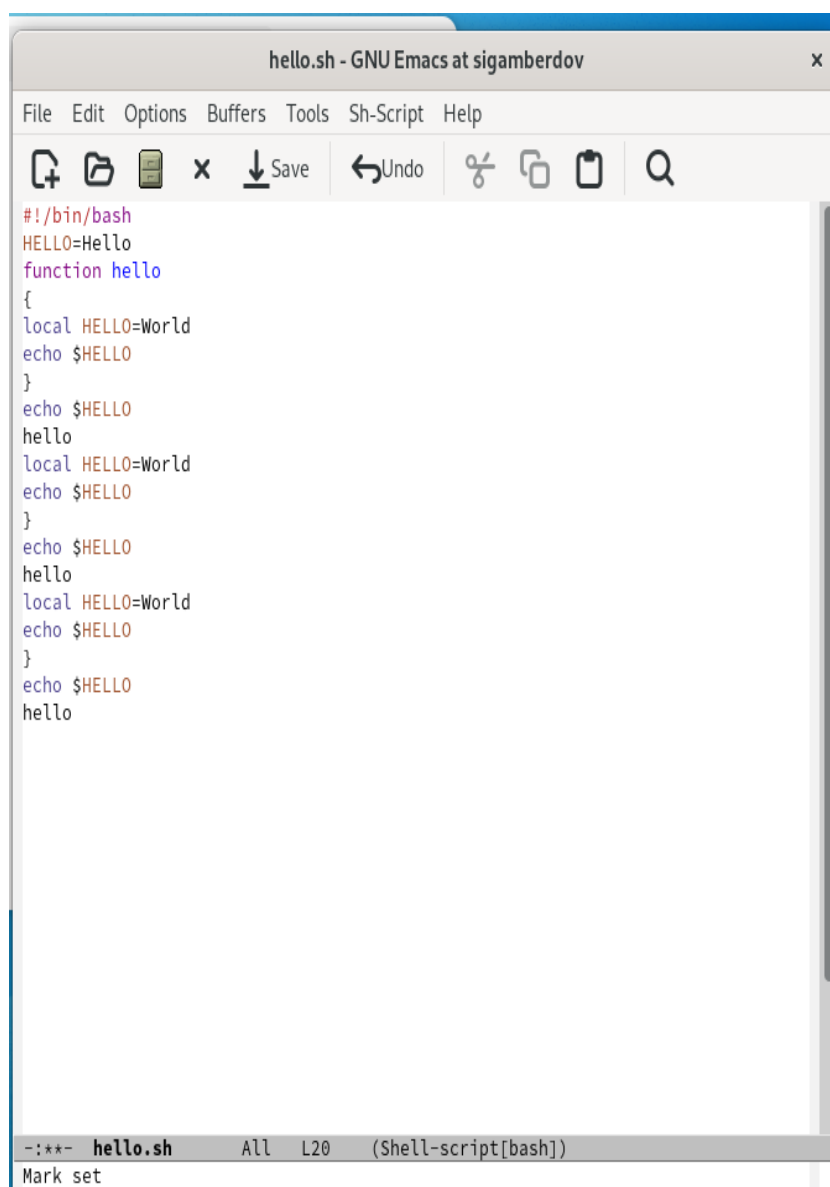 hello.sh - GNU Emacs at sigamberdov
File Edit Options Buffers Tools Sh-Script Help
Save Undo
#!/bin/bash
HELLO=Hello
function hello
{
local HELLO=World
echo $HELLO
}
echo $HELLO
hello
local HELLO=World
echo $HELLO
}
echo $HELLO
hello
local HELLO=World
echo $HELLO
}
echo $HELLO
hello
-:**- hello.sh All L20 (Shell-script[bash])
Mark set